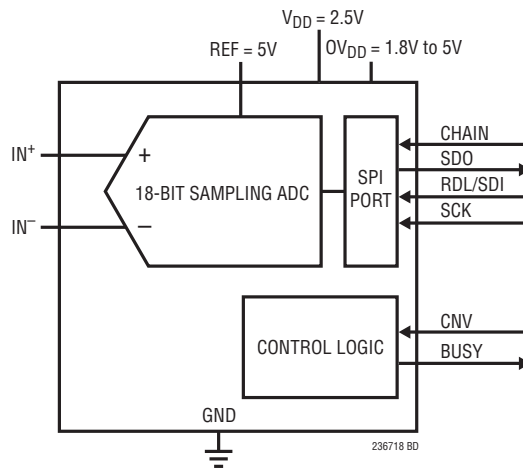 V_DD = 2.5V
REF = 5V
OV_DD = 1.8V to 5V
CHAIN
IN⁺
+
SDO
18-BIT SAMPLING ADC
SPI
PORT
RDL/SDI
IN⁻
−
SCK
CNV
CONTROL LOGIC
BUSY
GND
236718 BD